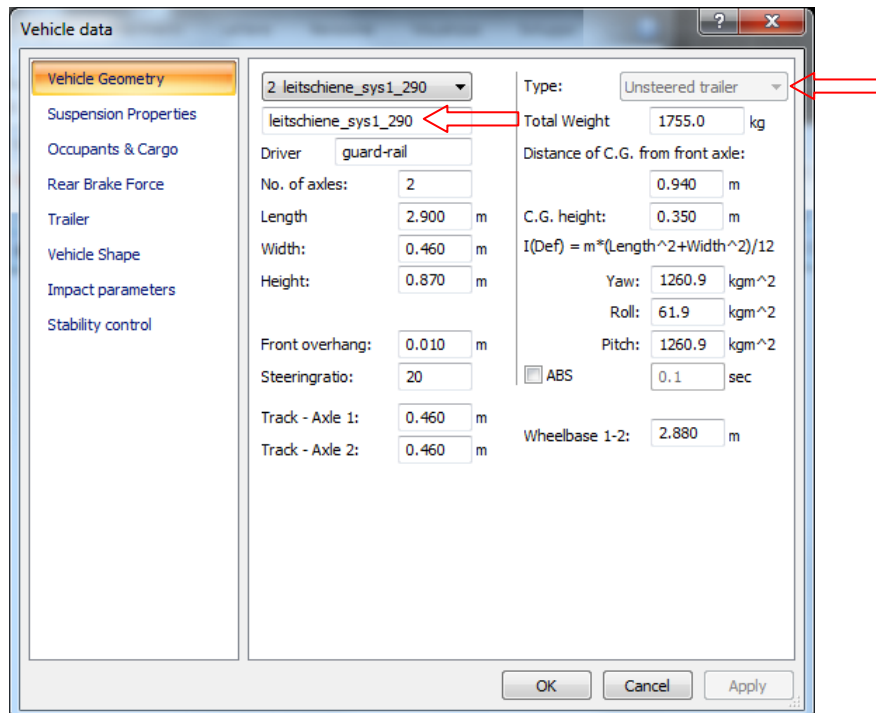 Vehicle data
?
X
Vehicle Geometry
Suspension Properties
Occupants & Cargo
Rear Brake Force
Trailer
Vehicle Shape
Impact parameters
Stability control
2 leitschiene_sys1_290
leitschiene_sys1_290
Driver guard-rail
No. of axles: 2
Length 2.900 m
Width: 0.460 m
Height: 0.870 m
Front overhang: 0.010 m
Steeringratio: 20
Track - Axle 1: 0.460 m
Track - Axle 2: 0.460 m
Type: Unsteered trailer
Total Weight 1755.0 kg
Distance of C.G. from front axle:
0.940 m
C.G. height: 0.350 m
I(Def) = m*(Length^2+Width^2)/12
Yaw: 1260.9 kgm^2
Roll: 61.9 kgm^2
Pitch: 1260.9 kgm^2
ABS 0.1 sec
Wheelbase 1-2: 2.880 m
OK Cancel Apply